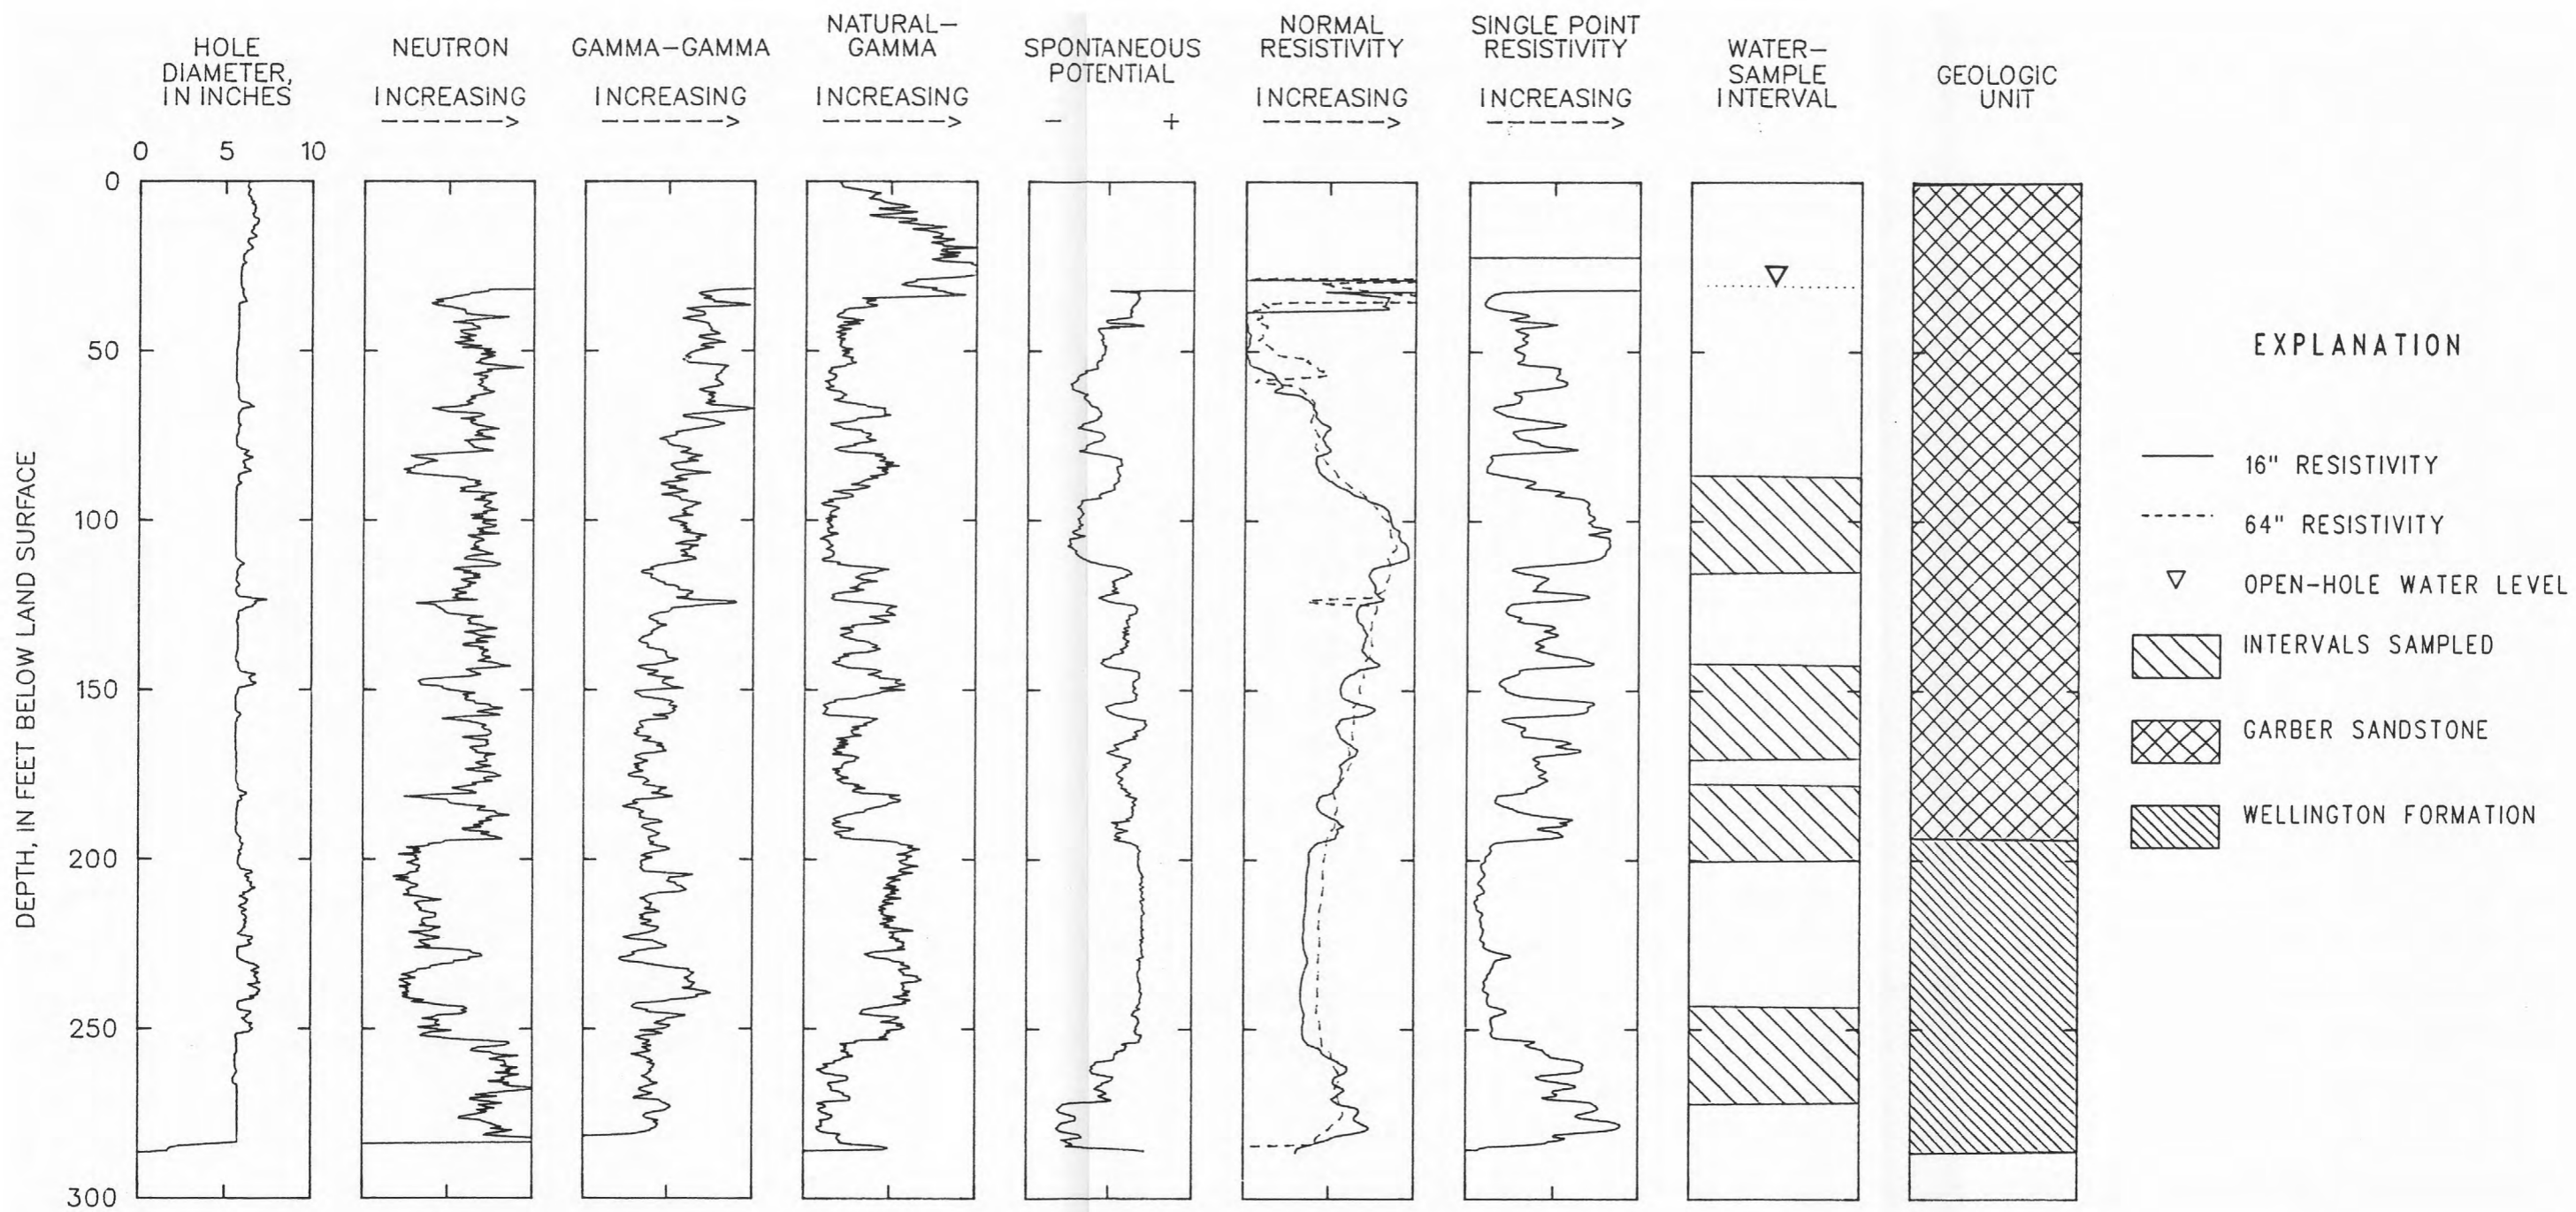 HOLE
DIAMETER,
IN INCHES
0 5 10
NEUTRON
INCREASING
GAMMA-GAMMA
INCREASING
NATURAL-
GAMMA
INCREASING
SPONTANEOUS
POTENTIAL
- +
NORMAL
RESISTIVITY
INCREASING
SINGLE POINT
RESISTIVITY
INCREASING
WATER-
SAMPLE
INTERVAL
GEOLOGIC
UNIT
DEPTH, IN FEET BELOW LAND SURFACE
0
50
100
150
200
250
300
EXPLANATION
16" RESISTIVITY
64" RESISTIVITY
OPEN-HOLE WATER LEVEL
INTERVALS SAMPLED
GARBER SANDSTONE
WELLINGTON FORMATION